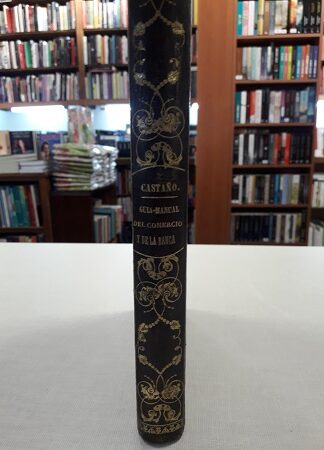 CASTAÑO.
GUIA-MANUAL
DEL COMERCIO
Y DE LA BANCA